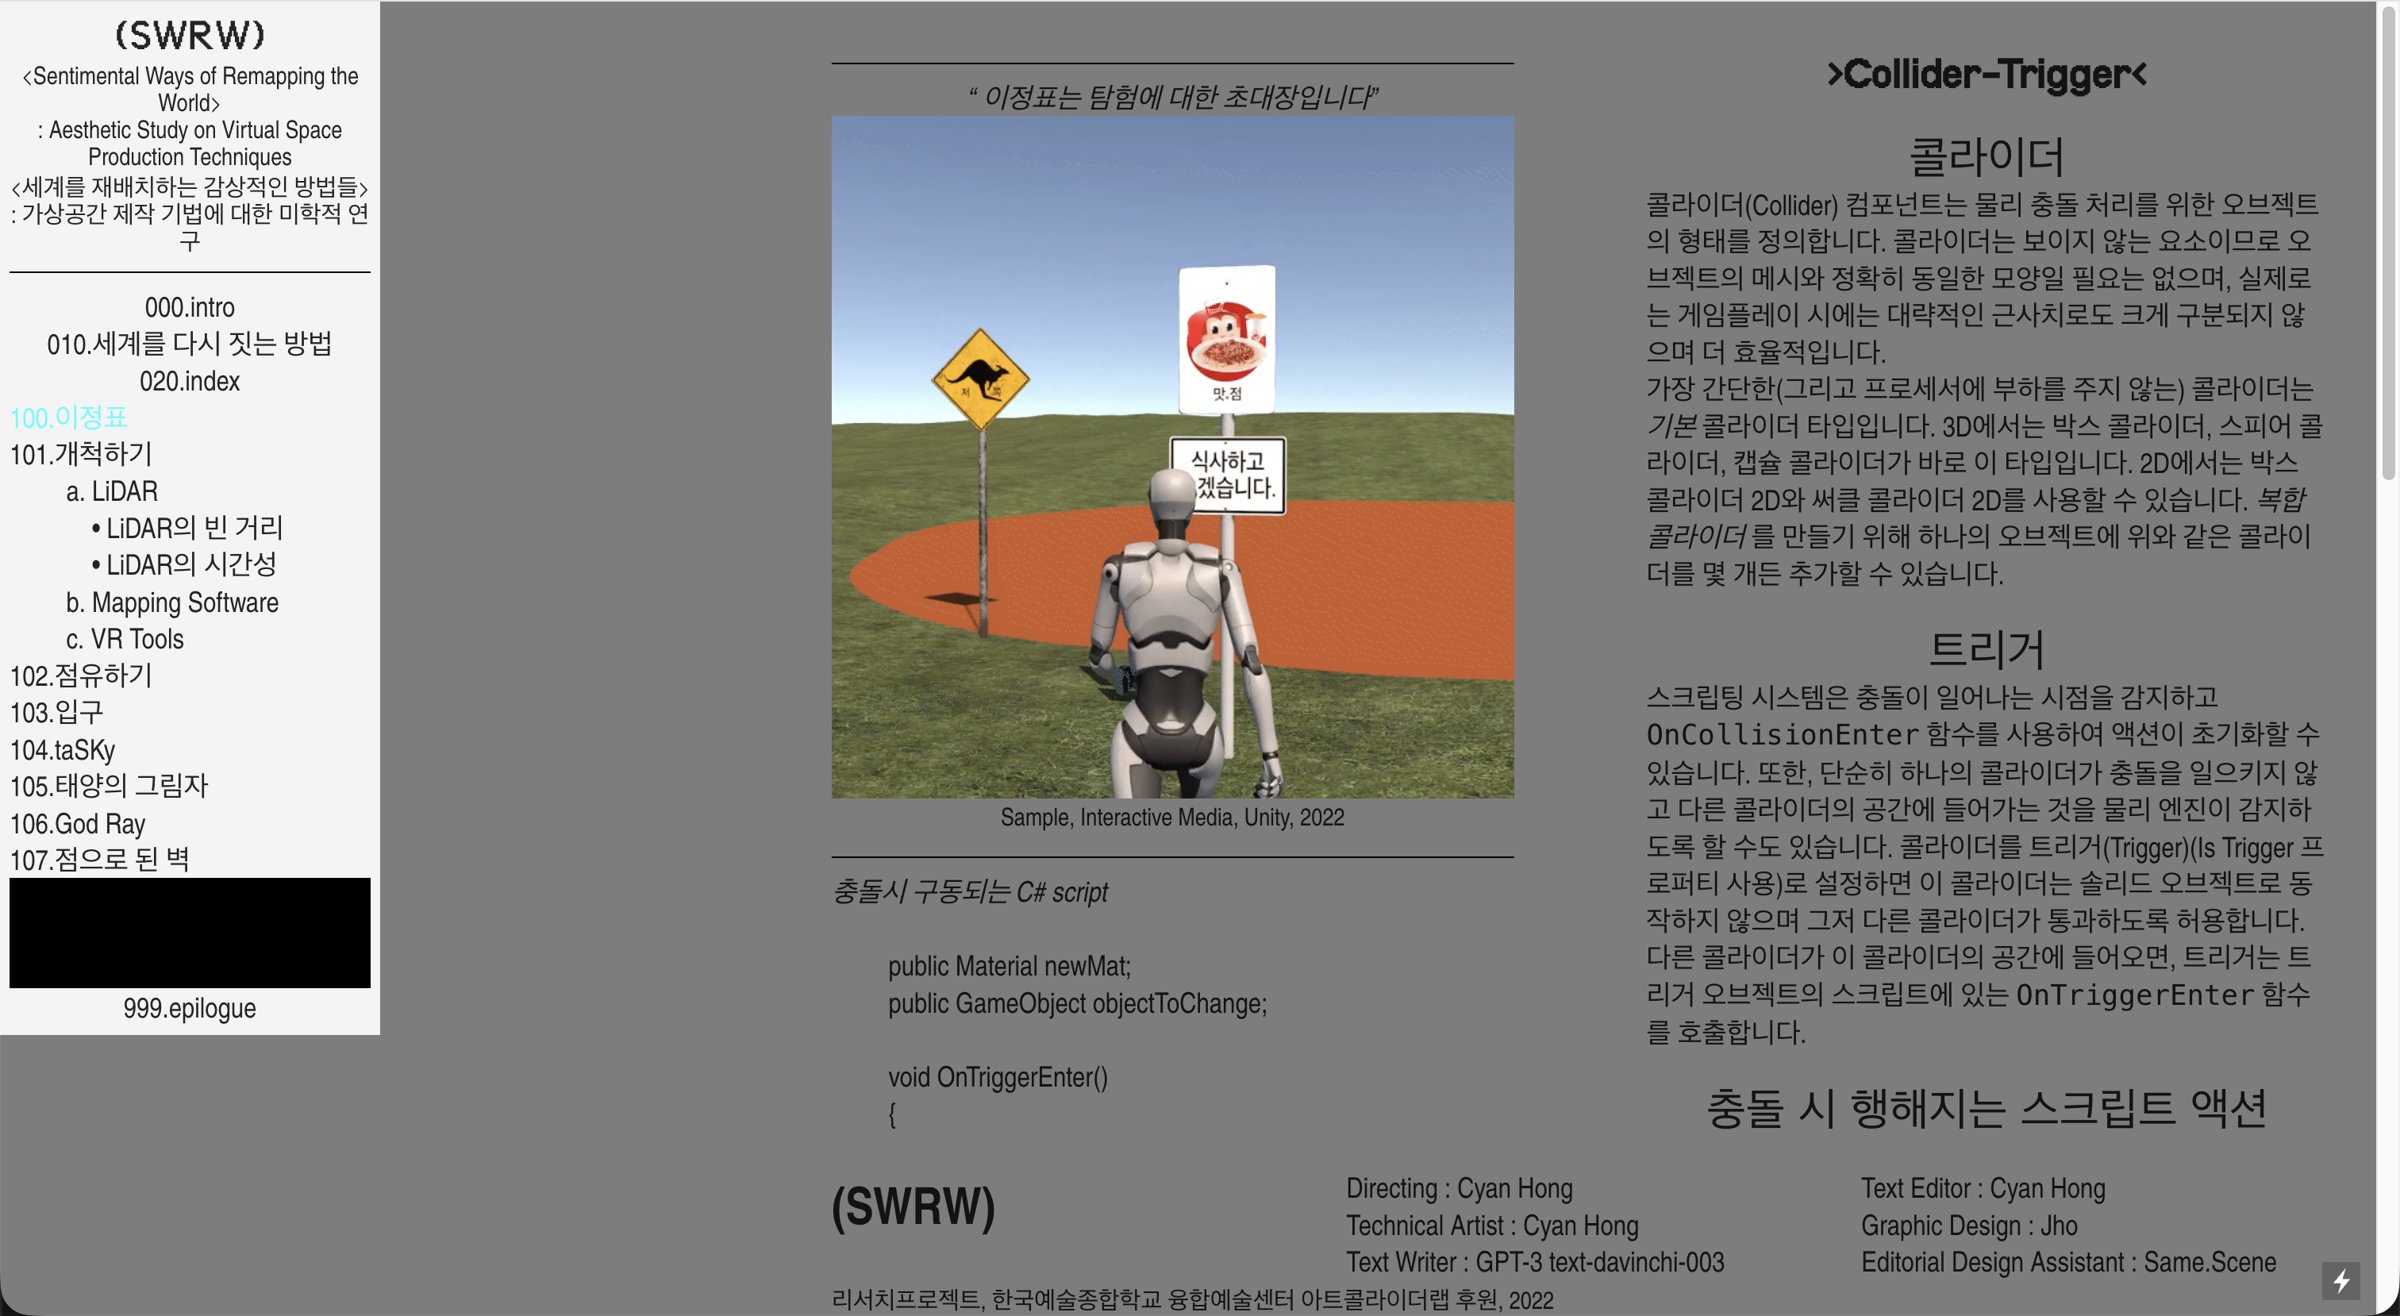 (SWRW)
<Sentimental Ways of Remapping the
World>
: Aesthetic Study on Virtual Space
Production Techniques
<세계를 재배치하는 감상적인 방법들>
: 가상공간 제작 기법에 대한 미학적 연
구
000.intro
010.세계를 다시 짓는 방법
020.index
100.이정표
101.개척하기
a. LiDAR
• LiDAR의 빈 거리
• LiDAR의 시간성
b. Mapping Software
c. VR Tools
102.점유하기
103.입구
104.taSKy
105.태양의 그림자
106.God Ray
107.점으로 된 벽
999.epilogue
“ 이정표는 탐험에 대한 초대장입니다”
저 쪽
맛.점
식사하고
겠습니다.
Sample, Interactive Media, Unity, 2022
충돌시 구동되는 C# script
public Material newMat;
public GameObject objectToChange;
void OnTriggerEnter()
{
>Collider-Trigger<
콜라이더
콜라이더(Collider) 컴포넌트는 물리 충돌 처리를 위한 오브젝트
의 형태를 정의합니다. 콜라이더는 보이지 않는 요소이므로 오
브젝트의 메시와 정확히 동일한 모양일 필요는 없으며, 실제로
는 게임플레이 시에는 대략적인 근사치로도 크게 구분되지 않
으며 더 효율적입니다.
가장 간단한(그리고 프로세서에 부하를 주지 않는) 콜라이더는
기본 콜라이더 타입입니다. 3D에서는 박스 콜라이더, 스피어 콜
라이더, 캡슐 콜라이더가 바로 이 타입입니다. 2D에서는 박스
콜라이더 2D와 써클 콜라이더 2D를 사용할 수 있습니다. 복합
콜라이더 를 만들기 위해 하나의 오브젝트에 위와 같은 콜라이
더를 몇 개든 추가할 수 있습니다.
트리거
스크립팅 시스템은 충돌이 일어나는 시점을 감지하고
OnCollisionEnter 함수를 사용하여 액션이 초기화할 수
있습니다. 또한, 단순히 하나의 콜라이더가 충돌을 일으키지 않
고 다른 콜라이더의 공간에 들어가는 것을 물리 엔진이 감지하
도록 할 수도 있습니다. 콜라이더를 트리거(Trigger)(Is Trigger 프
로퍼티 사용)로 설정하면 이 콜라이더는 솔리드 오브젝트로 동
작하지 않으며 그저 다른 콜라이더가 통과하도록 허용합니다.
다른 콜라이더가 이 콜라이더의 공간에 들어오면, 트리거는 트
리거 오브젝트의 스크립트에 있는 OnTriggerEnter 함수
를 호출합니다.
충돌 시 행해지는 스크립트 액션
(SWRW)
Directing : Cyan Hong
Technical Artist : Cyan Hong
Text Writer : GPT-3 text-davinchi-003
Text Editor : Cyan Hong
Graphic Design : Jho
Editorial Design Assistant : Same.Scene
리서치프로젝트, 한국예술종합학교 융합예술센터 아트콜라이더랩 후원, 2022